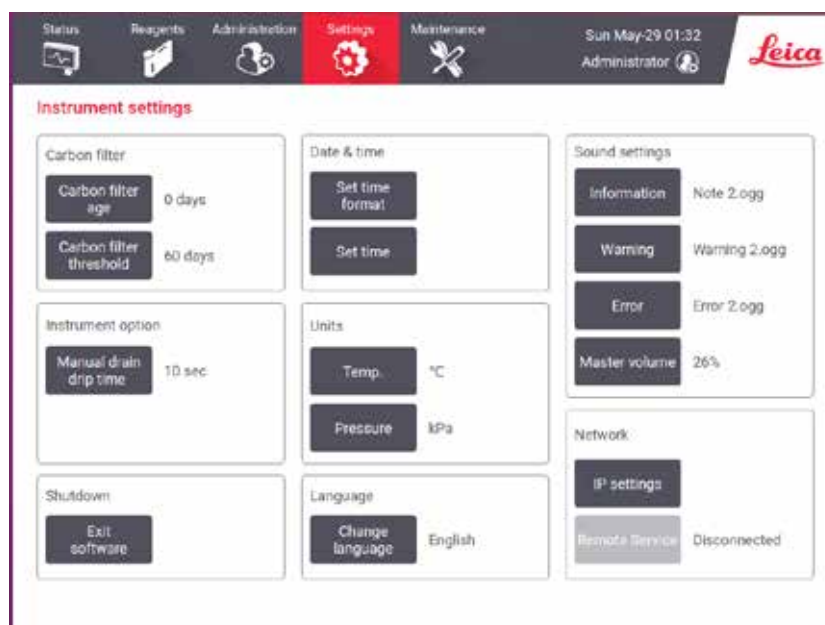 Status
Reagents
Administration
Settings
Maintenance
Sun May-29 01:32
Administrator
Leica
Instrument settings
Carbon filter
Carbon filter
age
0 days
Carbon filter
threshold
60 days
Instrument option
Manual drain
drip time
10 sec
Shutdown
Exit
software
Date & time
Set time
format
Set time
Units
Temp.
°C
Pressure
kPa
Language
Change
language
English
Sound settings
Information
Note 2.ogg
Warning
Warning 2.ogg
Error
Error 2.ogg
Master volume
26%
Network
IP settings
Remote Service
Disconnected